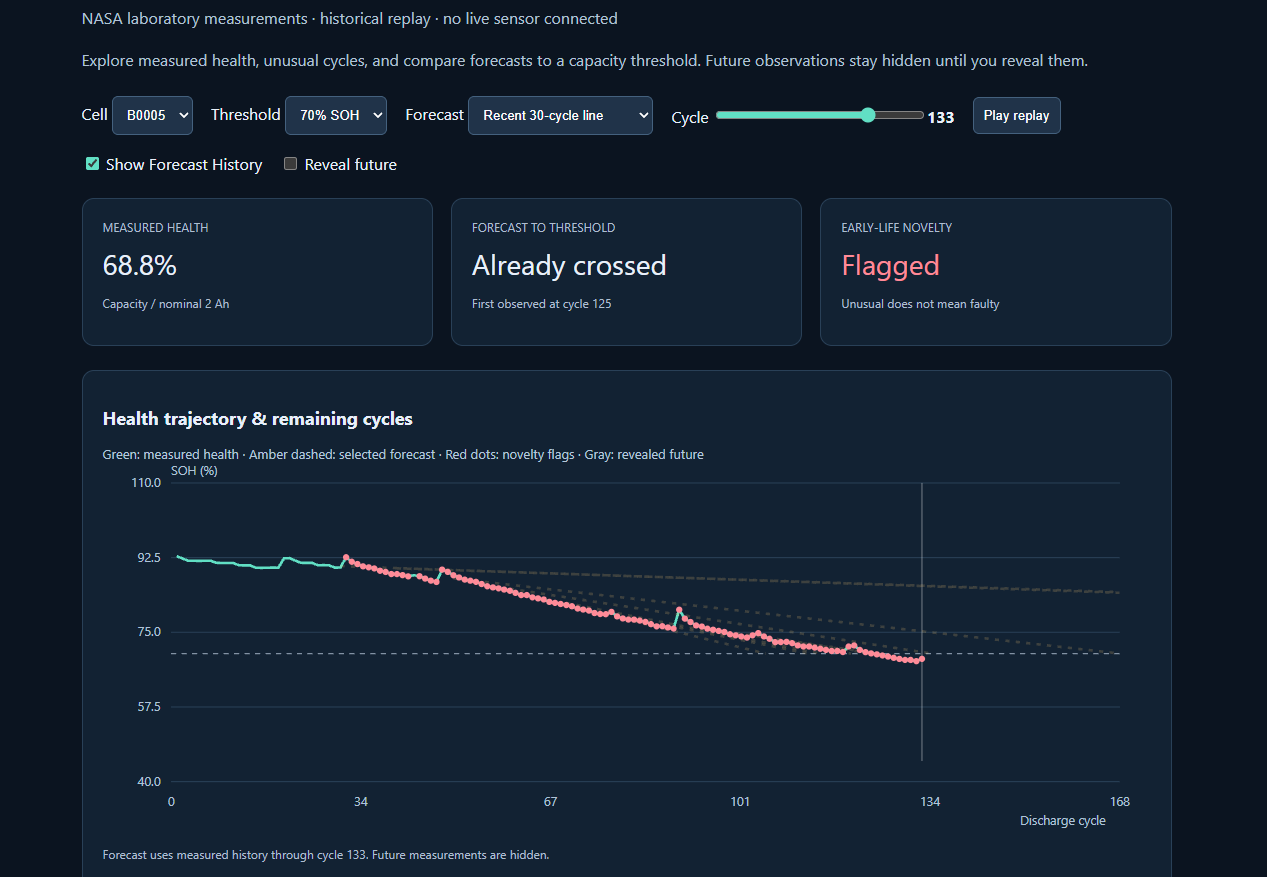 NASA laboratory measurements · historical replay · no live sensor connected
Explore measured health, unusual cycles, and compare forecasts to a capacity threshold. Future observations stay hidden until you reveal them.
Cell B0005 Threshold 70% SOH Forecast Recent 30-cycle line Cycle 133 Play replay
Show Forecast History Reveal future
MEASURED HEALTH
68.8%
Capacity / nominal 2 Ah
FORECAST TO THRESHOLD
Already crossed
First observed at cycle 125
EARLY-LIFE NOVELTY
Flagged
Unusual does not mean faulty
Health trajectory & remaining cycles
Green: measured health · Amber dashed: selected forecast · Red dots: novelty flags · Gray: revealed future
SOH (%)
110.0
92.5
75.0
57.5
40.0
0 34 67 101 134 168
Discharge cycle
Forecast uses measured history through cycle 133. Future measurements are hidden.